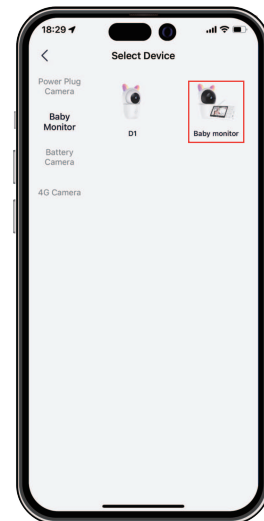 18:29
Select Device
Power Plug
Camera
Baby
Monitor
Battery
Camera
4G Camera
D1
Baby monitor